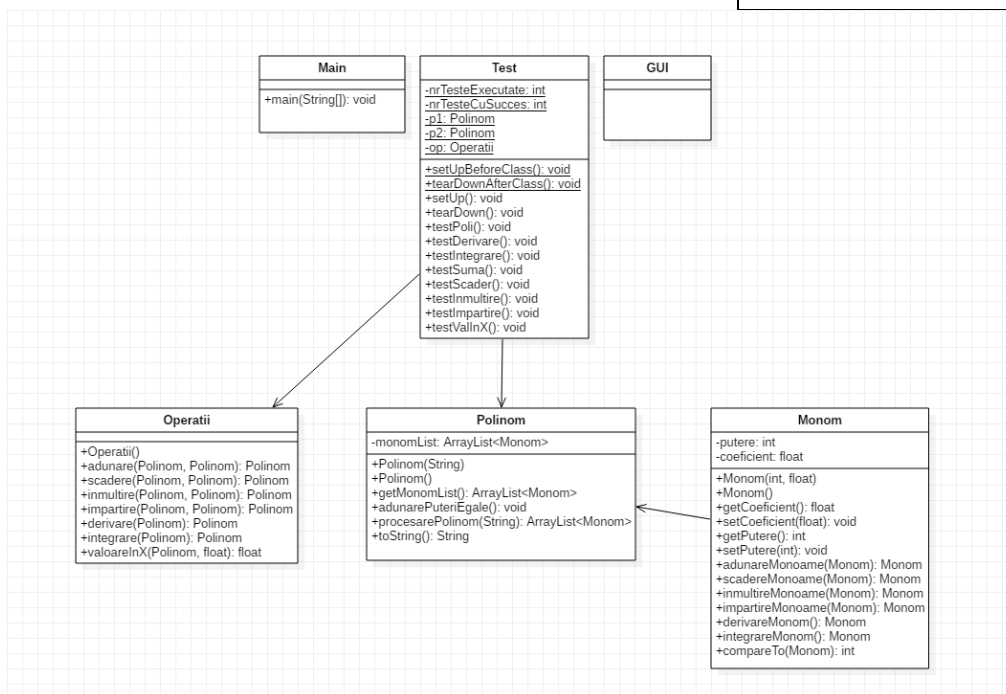 Main
+main(String[]): void
Test
-nrTesteExecutate: int
-nrTesteCuSucces: int
-p1: Polinom
-p2: Polinom
-op: Operatii
+setUpBeforeClass(): void
+tearDownAfterClass(): void
+setUp(): void
+tearDown(): void
+testPoli(): void
+testDerivare(): void
+testIntegrare(): void
+testSuma(): void
+testScader(): void
+testInmultire(): void
+testImpartire(): void
+testValInX(): void
GUI
Operatii
+Operatii()
+adunare(Polinom, Polinom): Polinom
+scadere(Polinom, Polinom): Polinom
+inmultire(Polinom, Polinom): Polinom
+impartire(Polinom, Polinom): Polinom
+derivare(Polinom): Polinom
+integrare(Polinom): Polinom
+valoareInX(Polinom, float): float
Polinom
-monomList: ArrayList<Monom>
+Polinom(String)
+Polinom()
+getMonomList(): ArrayList<Monom>
+adunarePuteriEgale(): void
+procesarePolinom(String): ArrayList<Monom>
+toString(): String
Monom
-putere: int
-coeficient: float
+Monom(int, float)
+Monom()
+getCoeficient(): float
+setCoeficient(float): void
+getPutere(): int
+setPutere(int): void
+adunareMonoame(Monom): Monom
+scadereMonoame(Monom): Monom
+inmultireMonoame(Monom): Monom
+impartireMonoame(Monom): Monom
+derivareMonom(): Monom
+integrareMonom(): Monom
+compareTo(Monom): int